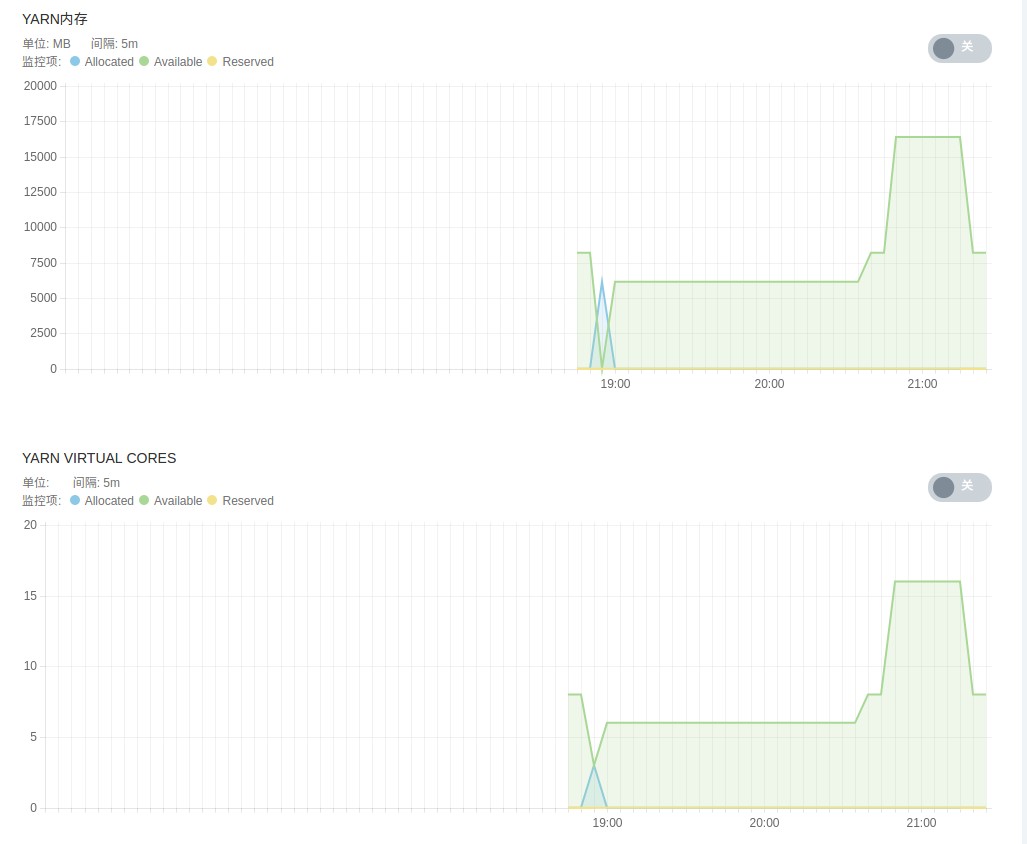 YARN内存
单位: MB 间隔: 5m
关
监控项: Allocated Available Reserved
20000
17500
15000
12500
10000
7500
5000
2500
0
19:00 20:00 21:00
YARN VIRTUAL CORES
单位: 间隔: 5m
关
监控项: Allocated Available Reserved
20
15
10
5
0
19:00 20:00 21:00